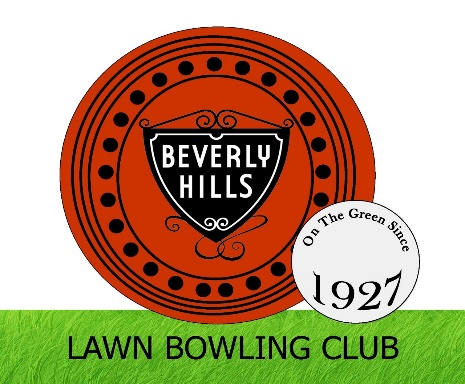 BEVERLY
HILLS
On The Green Since
1927
LAWN BOWLING CLUB